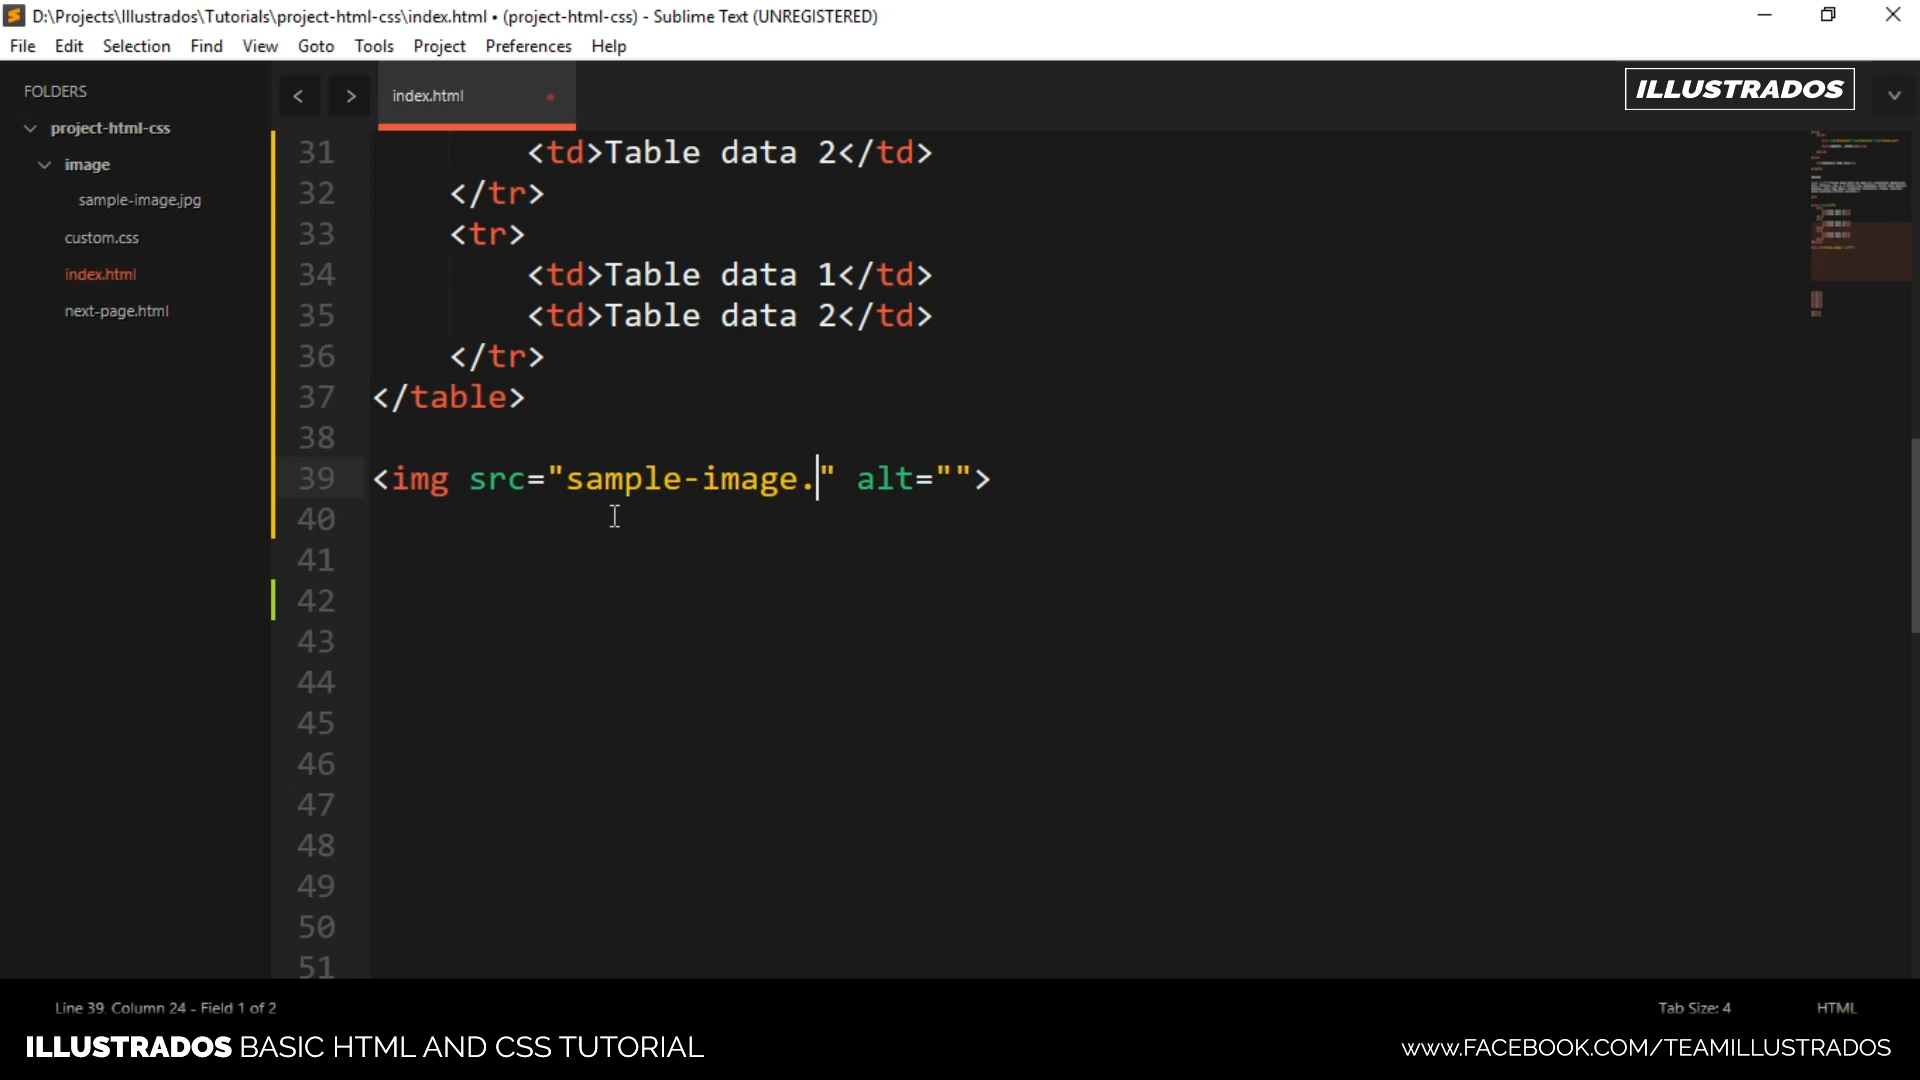 D:\Projects\Illustrados\Tutorials\project-html-css\index.html • (project-html-css) - Sublime Text (UNREGISTERED)
File Edit Selection Find View Goto Tools Project Preferences Help
FOLDERS
project-html-css
image
sample-image.jpg
custom.css
index.html
next-page.html
index.html
ILLUSTRADOS
31 <td>Table data 2</td>
32 </tr>
33 <tr>
34 <td>Table data 1</td>
35 <td>Table data 2</td>
36 </tr>
37 </table>
38
39 <img src="sample-image." alt="">
40
41
42
43
44
45
46
47
48
49
50
51
Line 39, Column 24 - Field 1 of 2
Tab Size: 4
HTML
ILLUSTRADOS BASIC HTML AND CSS TUTORIAL
www.FACEBOOK.COM/TEAMILLUSTRADOS